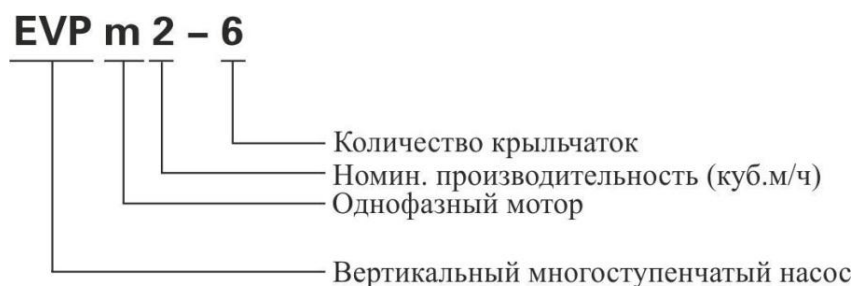 EVP m 2 – 6
Количество крыльчаток
Номин. производительность (куб.м/ч)
Однофазный мотор
Вертикальный многоступенчатый насос